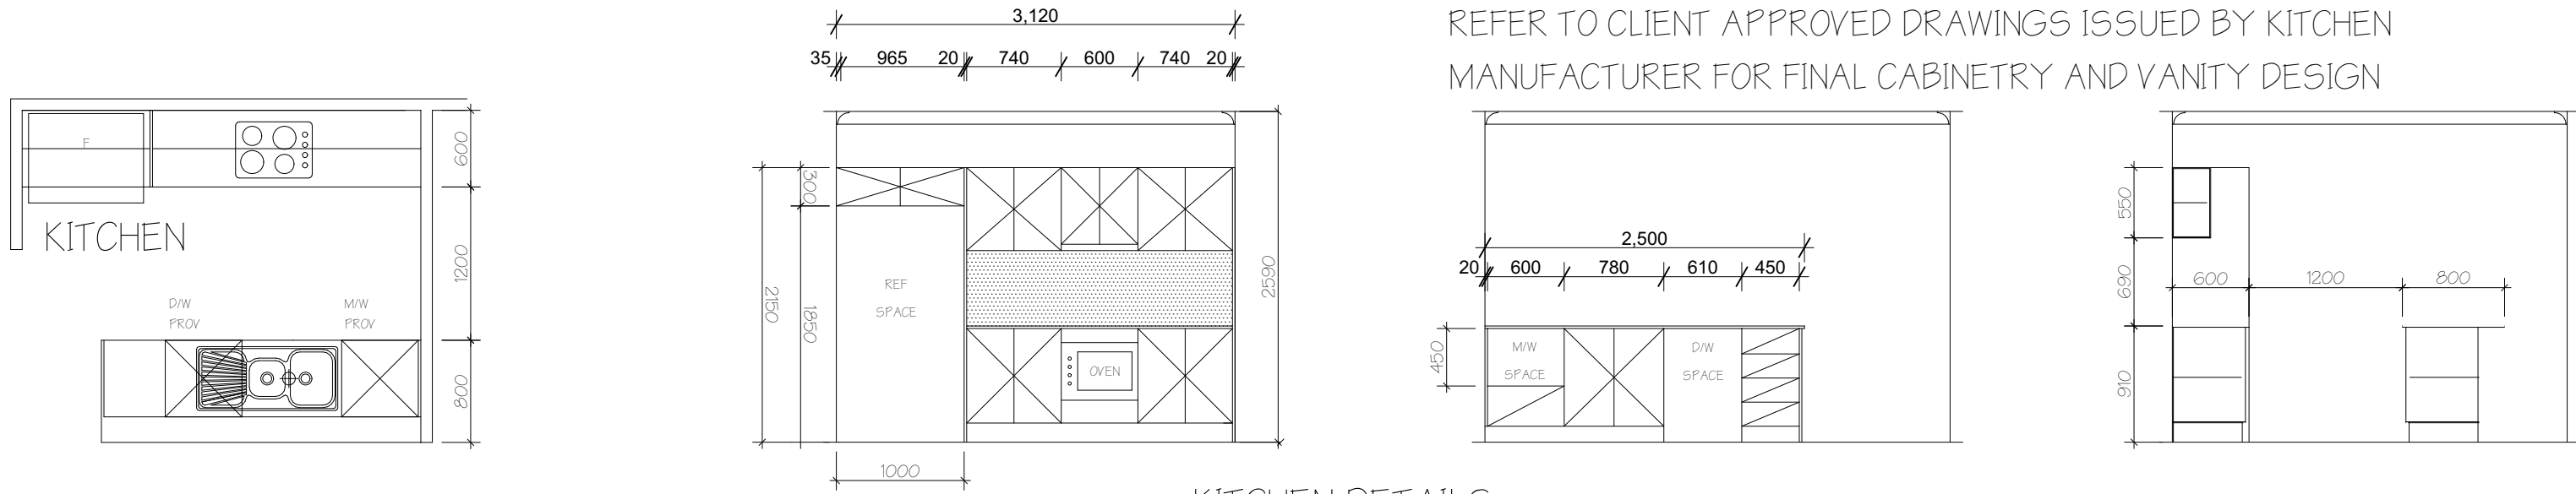 REFER TO CLIENT APPROVED DRAWINGS ISSUED BY KITCHEN
MANUFACTURER FOR FINAL CABINETRY AND VANITY DESIGN
F
KITCHEN
D/W
PROV
M/W
PROV
600
1200
800
3,120
35 965 20 740 600 740 20
300
2150
1850
REF
SPACE
OVEN
2590
1000
2,500
20 600 780 610 450
450
M/W
SPACE
D/W
SPACE
550
690
910
600 1200 800
KITCHEN DETAILS